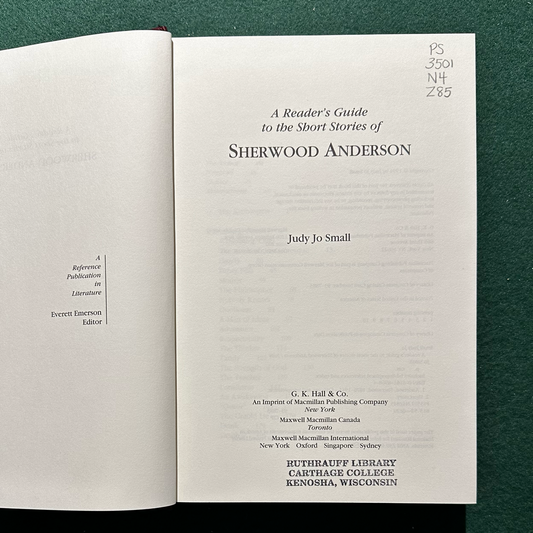 A
Reference
Publication
in
Literature
Everett Emerson
Editor
PS
3501
N4
Z85
A Reader's Guide
to the Short Stories of
SHERWOOD ANDERSON
Judy Jo Small
G. K. Hall & Co.
An Imprint of Macmillan Publishing Company
New York
Maxwell Macmillan Canada
Toronto
Maxwell Macmillan International
New York Oxford Singapore Sydney
RUTHRAUFF LIBRARY
CARTHAGE COLLEGE
KENOSHA, WISCONSIN